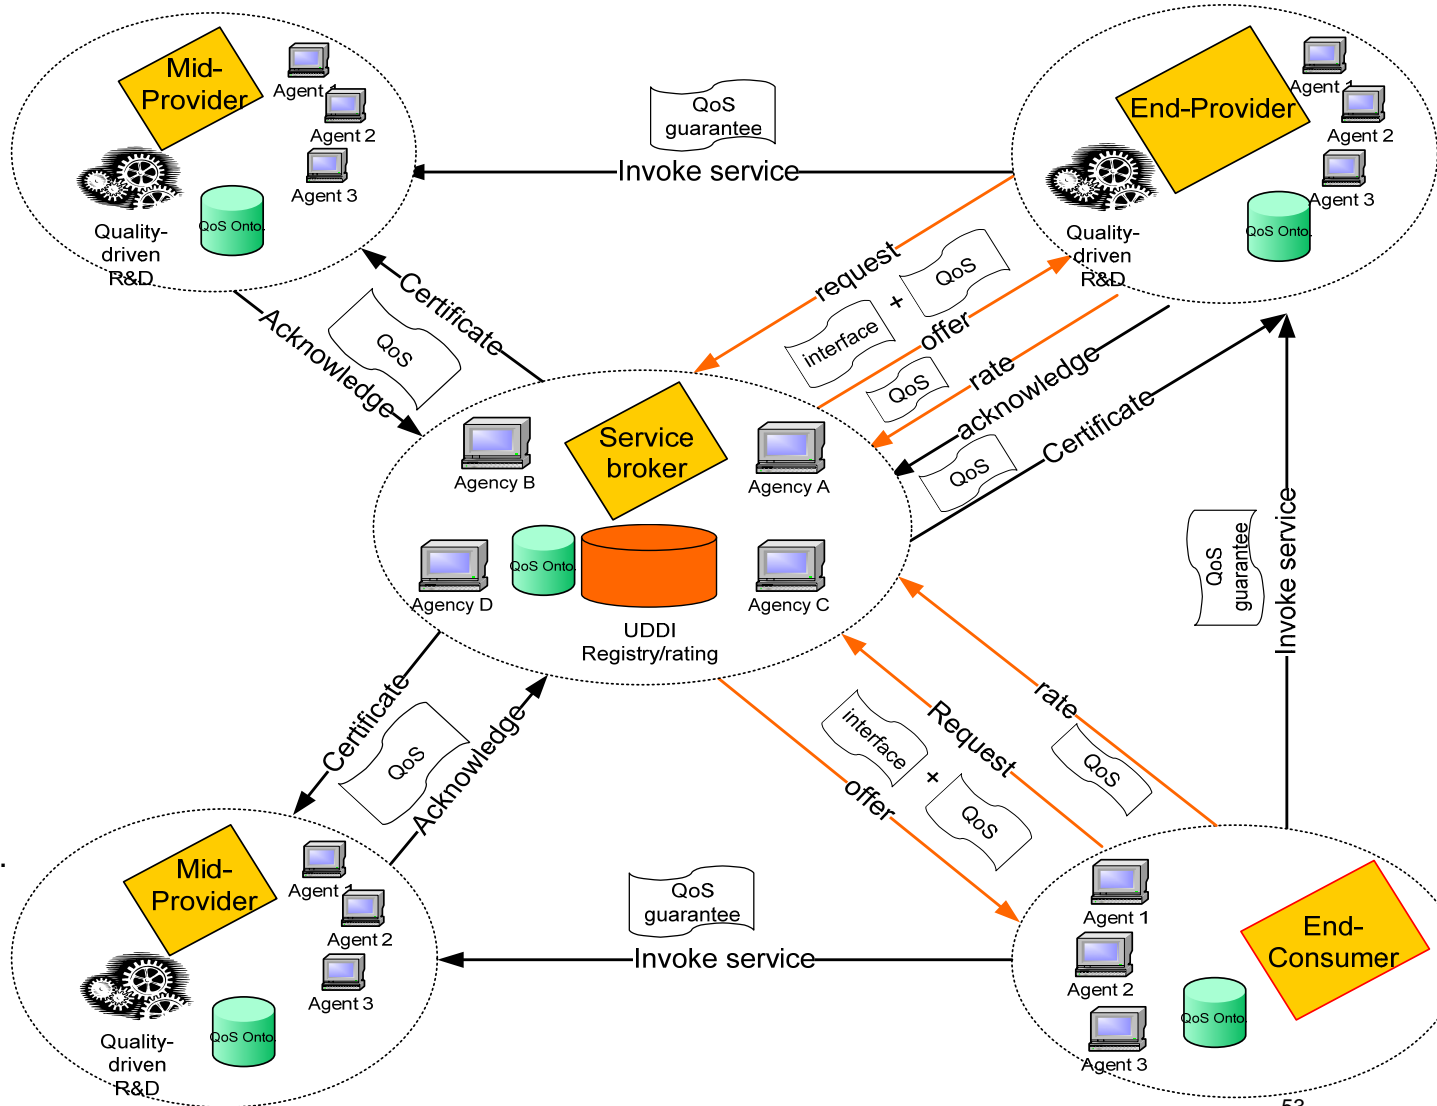 Mid-
Provider
Agent 1
Agent 2
Agent 3
QoS Onto.
Quality-
driven
R&D
QoS
guarantee
Invoke service
End-Provider
Agent 1
Agent 2
Agent 3
QoS Onto.
Quality-
driven
R&D
Certificate
QoS
Acknowledge
request
interface
+
QoS
offer
QoS
rate
acknowledge
QoS
Certificate
Service
broker
Agency B
Agency A
Agency D
QoS Onto.
Agency C
UDDI
Registry/rating
QoS
guarantee
Invoke service
Certificate
QoS
Acknowledge
rate
QoS
Request
interface
+
QoS
offer
.
Mid-
Provider
Agent 1
Agent 2
Agent 3
QoS Onto.
Quality-
driven
R&D
QoS
guarantee
Invoke service
Agent 1
Agent 2
Agent 3
End-
Consumer
QoS Onto.
53